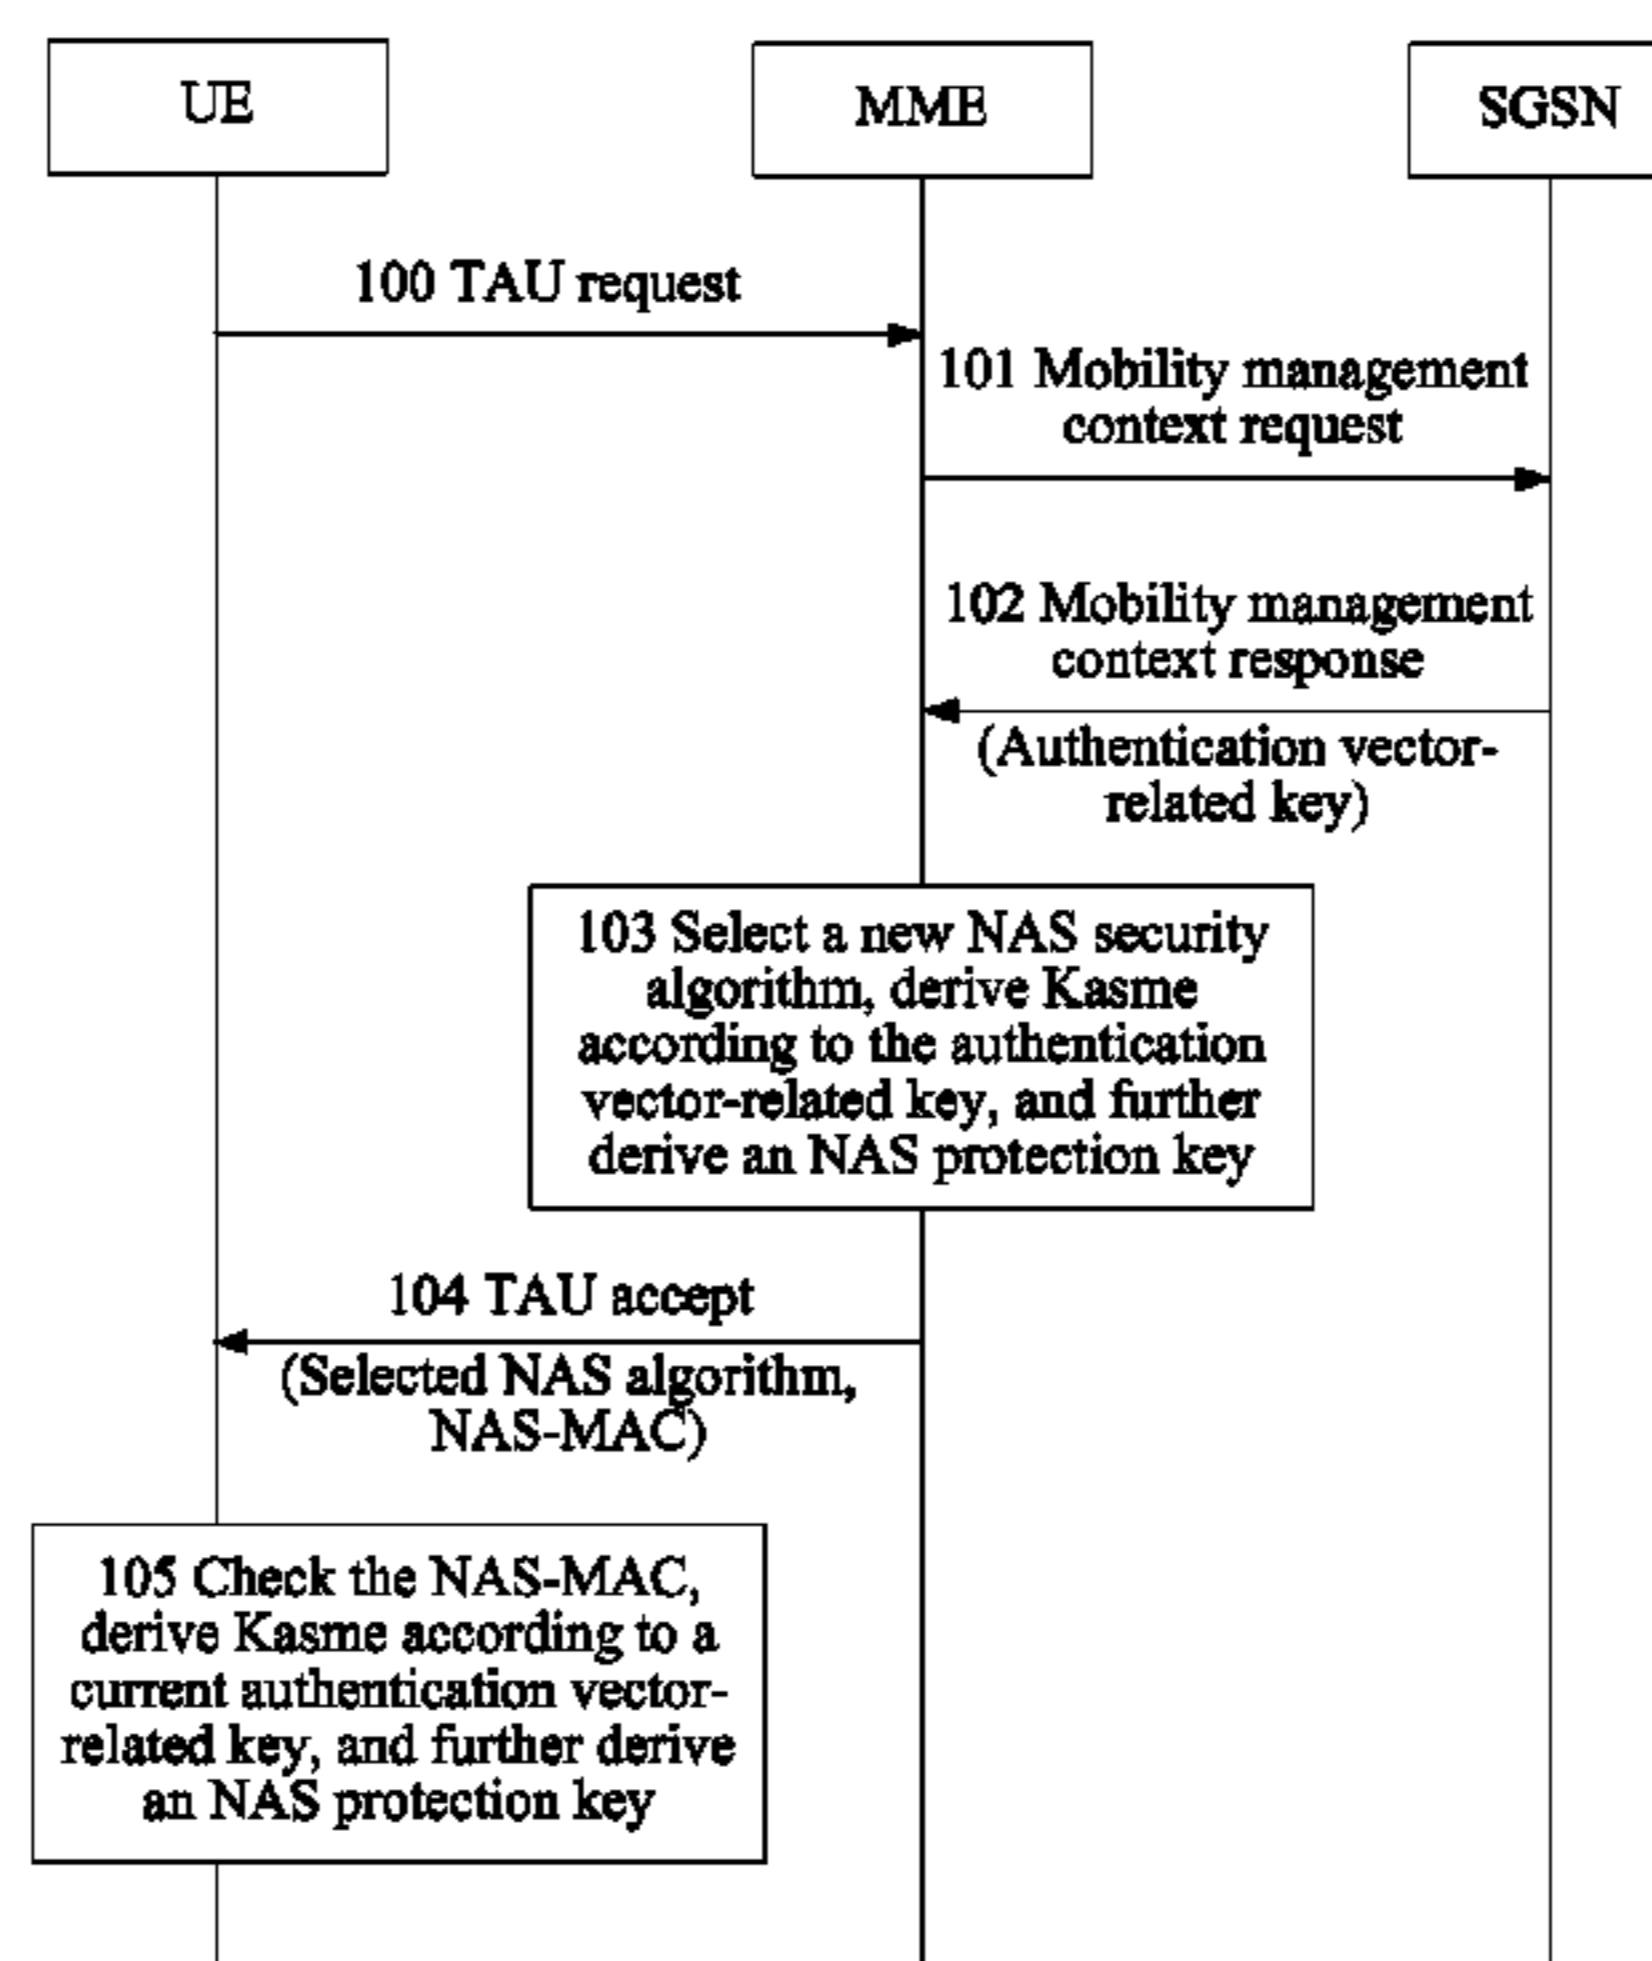 UE
MME
SGSN
100 TAU request
101 Mobility management
context request
102 Mobility management
context response
(Authentication vector-
related key)
103 Select a new NAS security
algorithm, derive Kasme
according to the authentication
vector-related key, and further
derive an NAS protection key
104 TAU accept
(Selected NAS algorithm,
NAS-MAC)
105 Check the NAS-MAC,
derive Kasme according to a
current authentication vector-
related key, and further derive
an NAS protection key